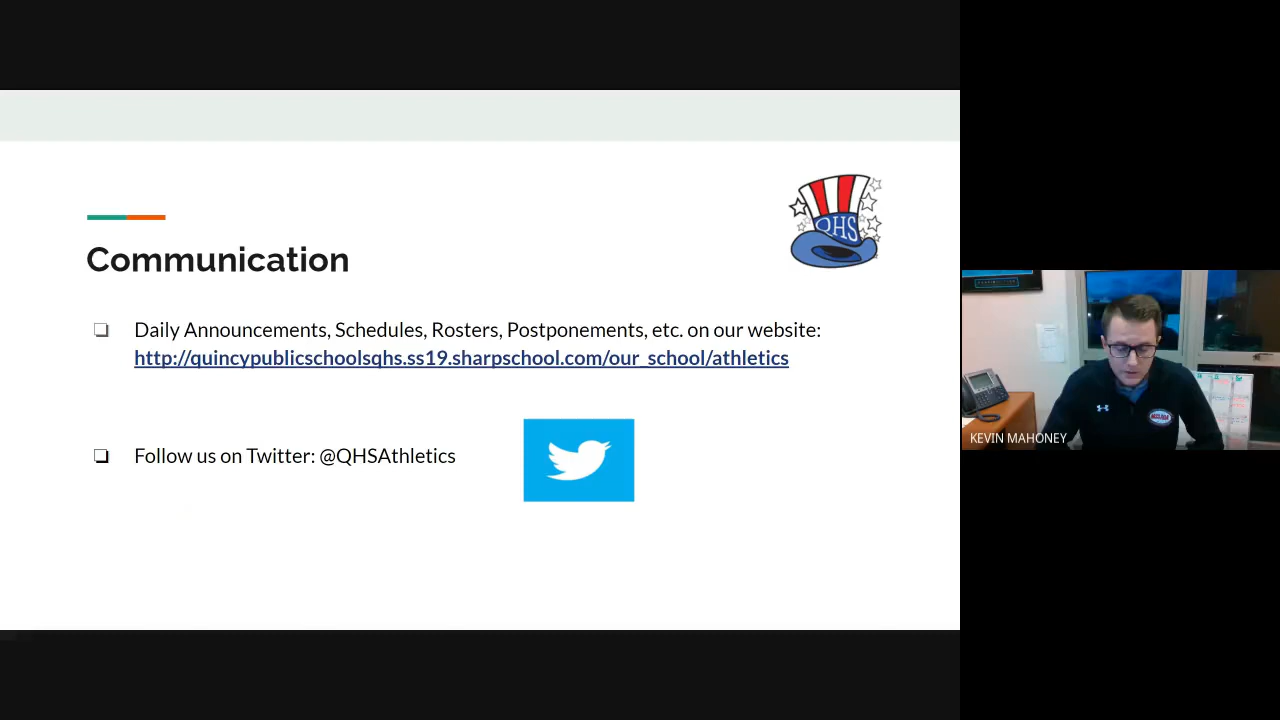 QHS
Communication
Daily Announcements, Schedules, Rosters, Postponements, etc. on our website:
http://quincypublicschoolsqhs.ss19.sharpschool.com/our_school/athletics
Follow us on Twitter: @QHSAthletics
KEVIN MAHONEY